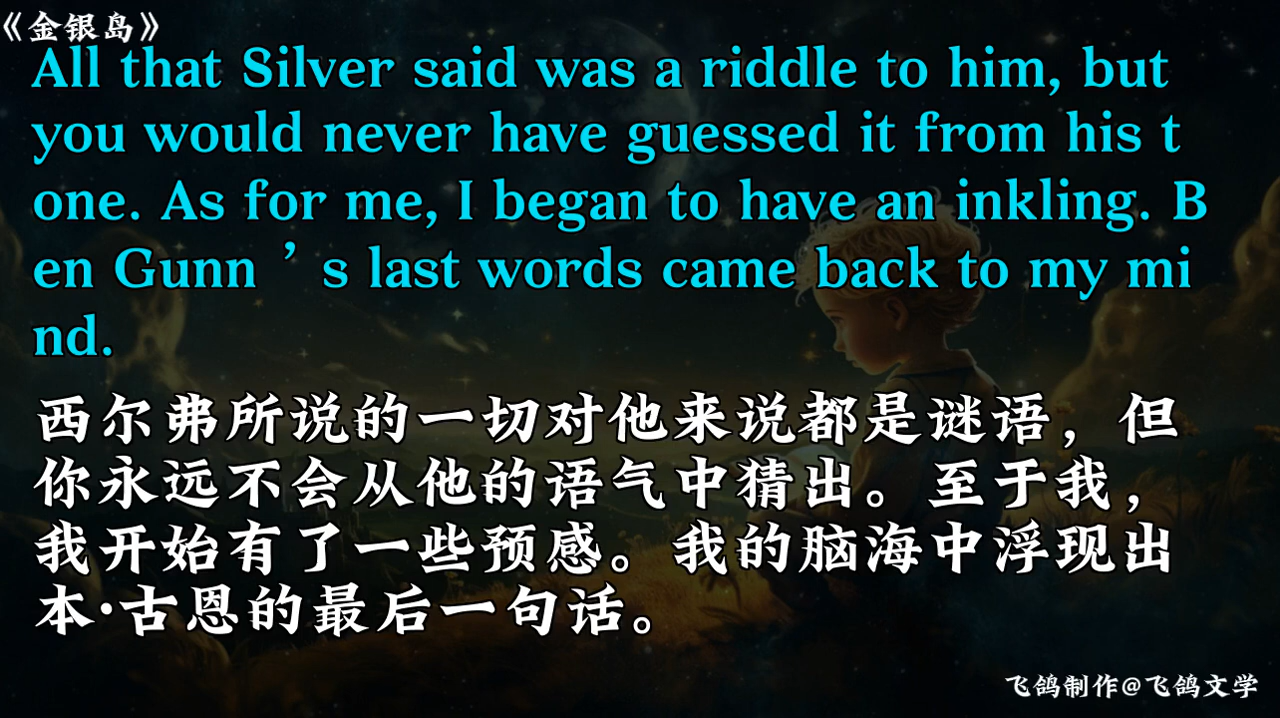 《金银岛》
All that Silver said was a riddle to him, but
you would never have guessed it from his t
one. As for me, I began to have an inkling. B
en Gunn ’ s last words came back to my mi
nd.
西尔弗所说的一切对他来说都是谜语，但
你永远不会从他的语气中猜出。至于我，
我开始有了一些预感。我的脑海中浮现出
本·古恩的最后一句话。
飞鸽制作@飞鸽文学